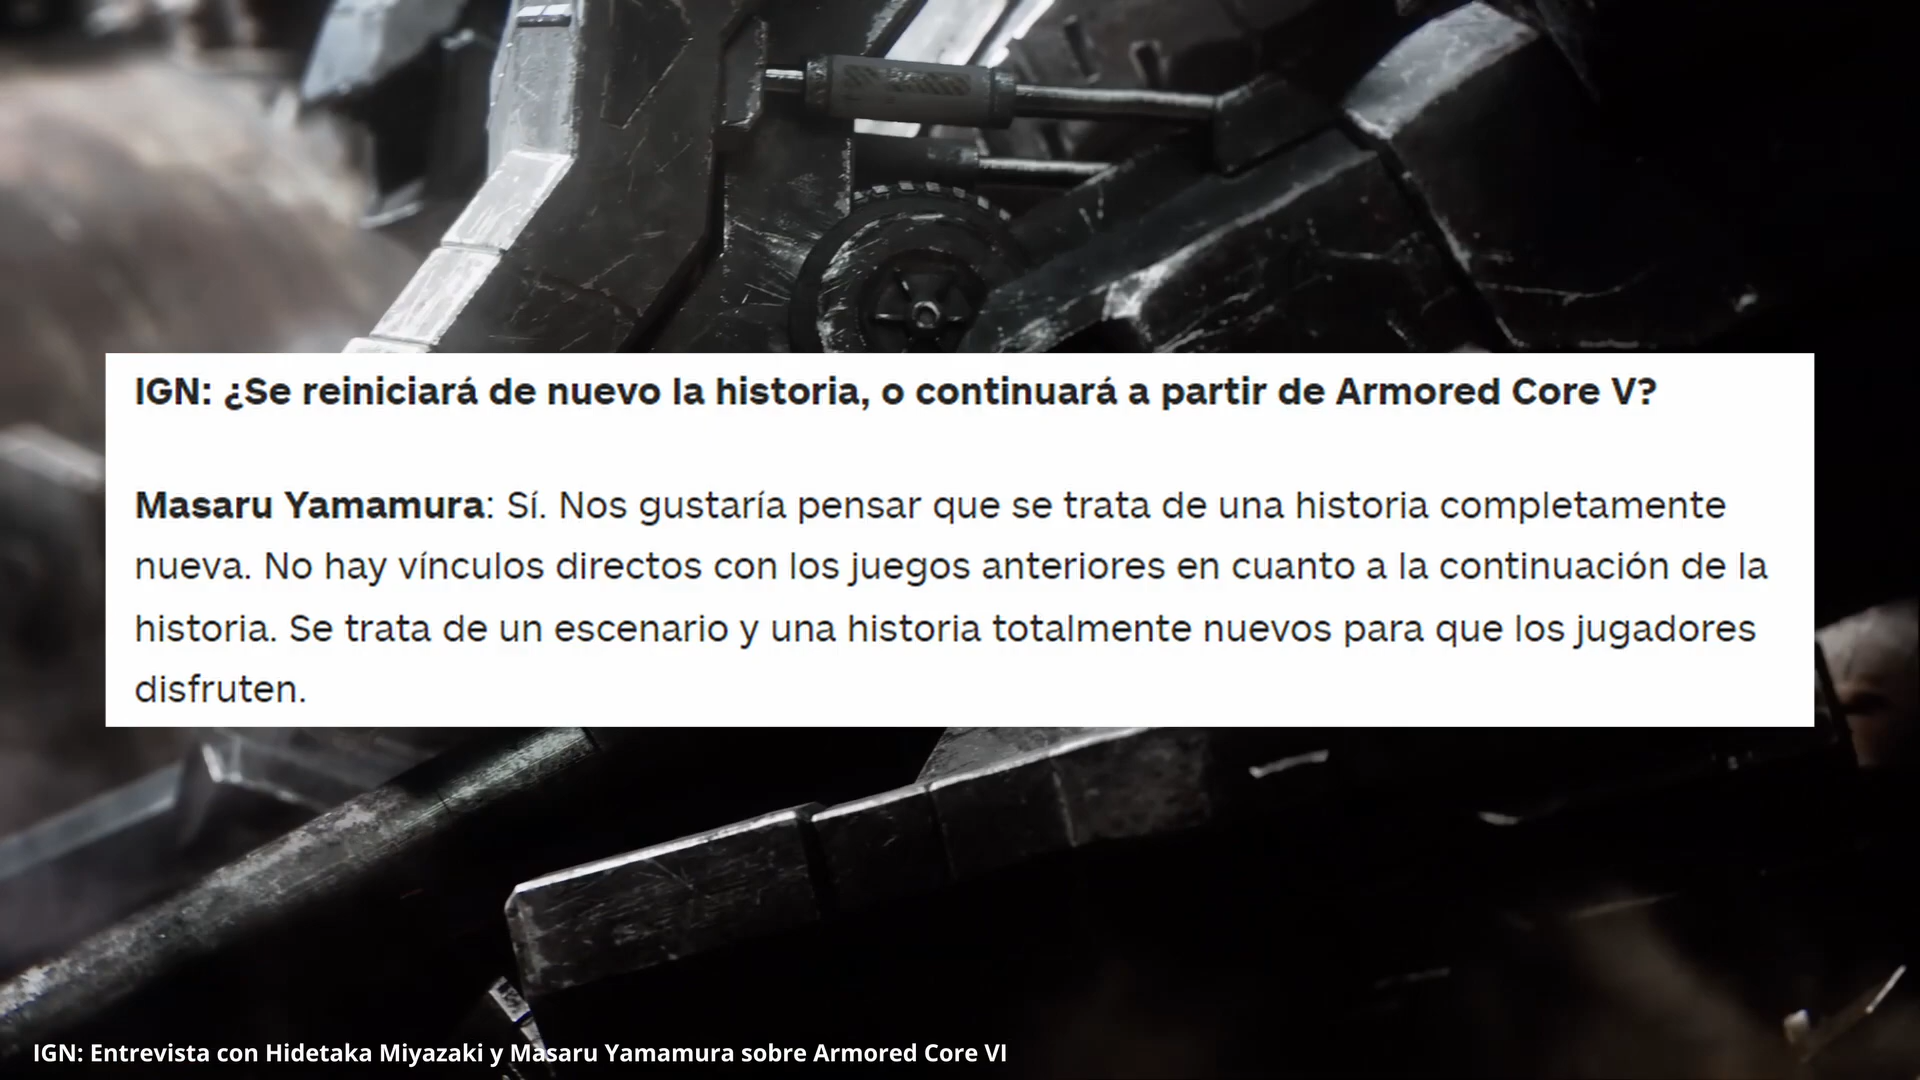 IGN: ¿Se reiniciará de nuevo la historia, o continuará a partir de Armored Core V?
Masaru Yamamura: Sí. Nos gustaría pensar que se trata de una historia completamente
nueva. No hay vínculos directos con los juegos anteriores en cuanto a la continuación de la
historia. Se trata de un escenario y una historia totalmente nuevos para que los jugadores
disfruten.
IGN: Entrevista con Hidetaka Miyazaki y Masaru Yamamura sobre Armored Core VI